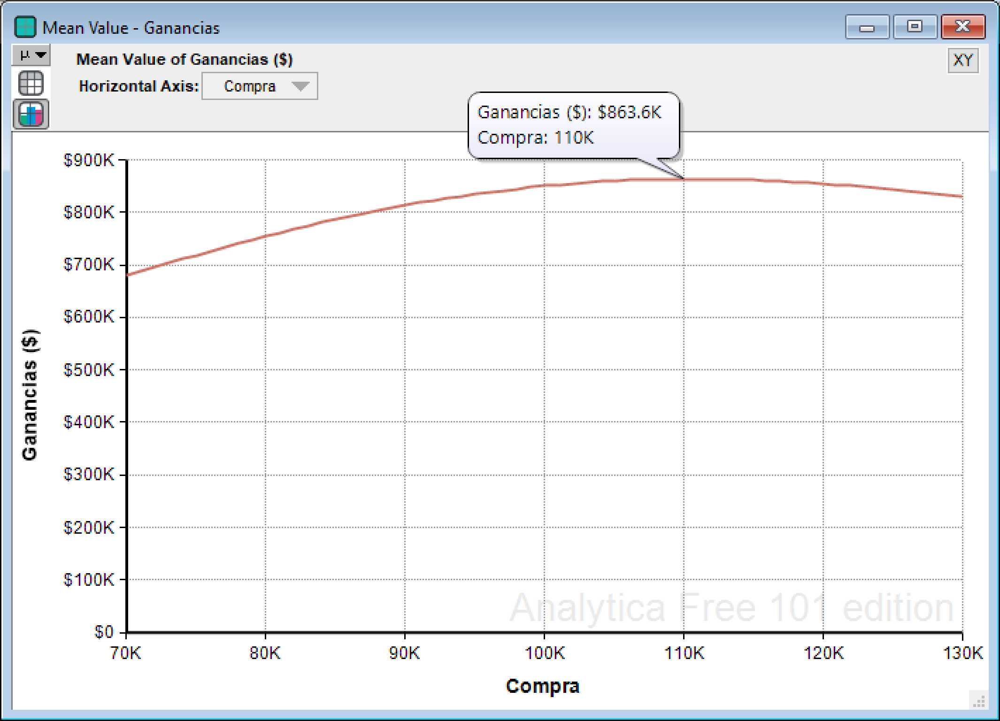 Mean Value - Ganancias
μ
Mean Value of Ganancias ($)
XY
Horizontal Axis: Compra
Ganancias ($): $863.6K
Compra: 110K
$900K
$800K
$700K
$600K
$500K
$400K
$300K
$200K
$100K
$0
Ganancias ($)
Analytica Free 101 edition
70K 80K 90K 100K 110K 120K 130K
Compra